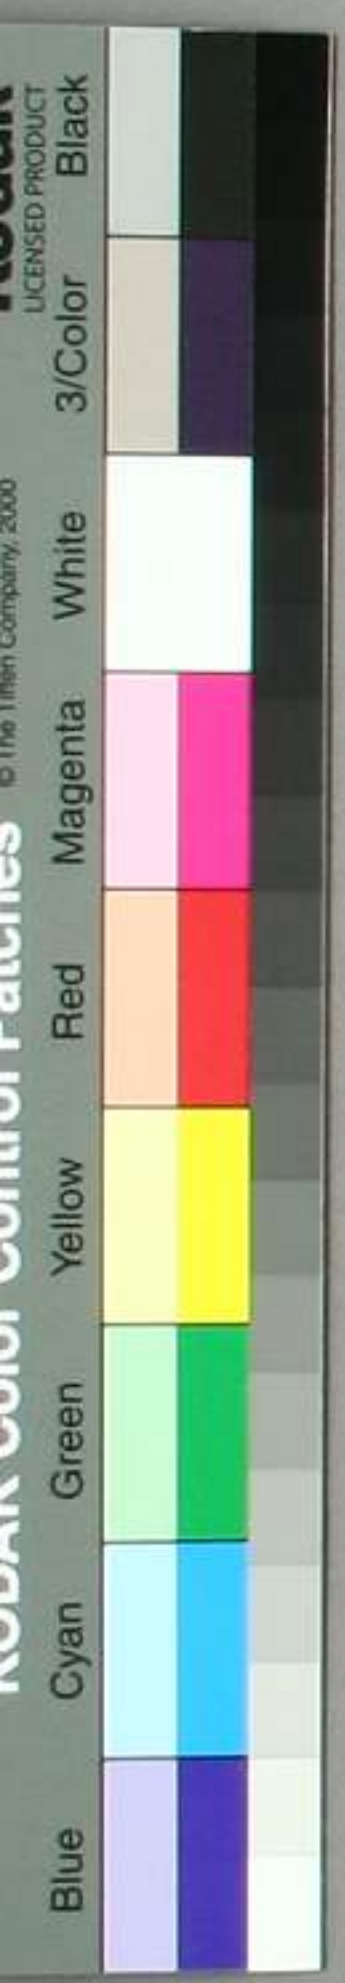 KODAK Color Control Patches
© The Tiffen Company, 2000
Kodak
LICENSED PRODUCT
Blue
Cyan
Green
Yellow
Red
Magenta
White
3/Color
Black